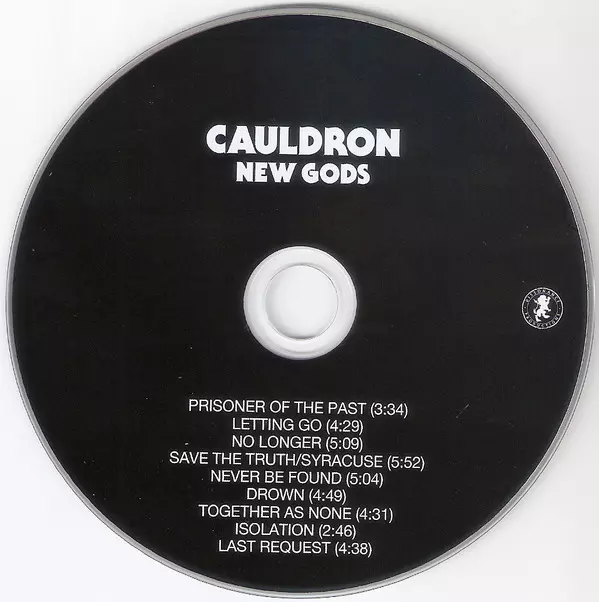 CAULDRON
NEW GODS
PRISONER OF THE PAST (3:34)
LETTING GO (4:29)
NO LONGER (5:09)
SAVE THE TRUTH/SYRACUSE (5:52)
NEVER BE FOUND (5:04)
DROWN (4:49)
TOGETHER AS NONE (4:31)
ISOLATION (2:46)
LAST REQUEST (4:38)